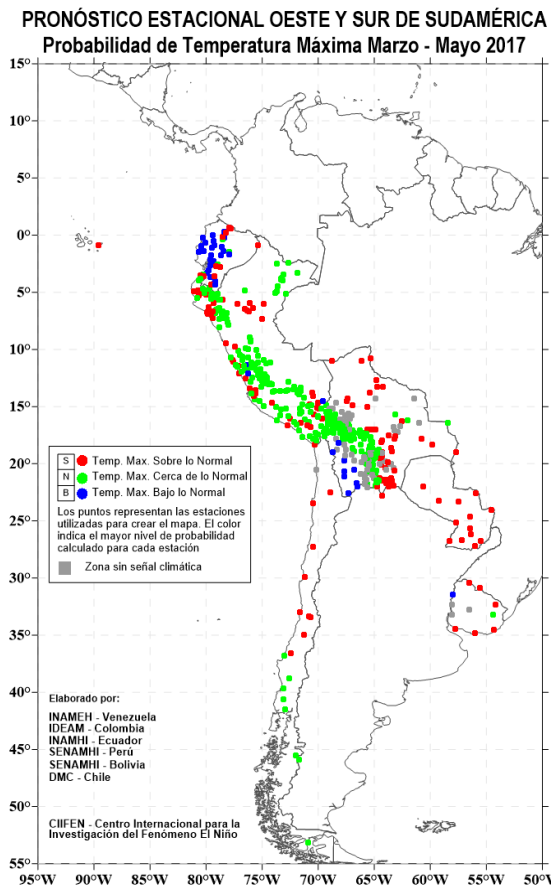 PRONÓSTICO ESTACIONAL OESTE Y SUR DE SUDAMÉRICA
Probabilidad de Temperatura Máxima Marzo - Mayo 2017
15°
10°
5°
0°
5°
10°
15°
20°
25°
30°
35°
40°
45°
50°
55°
S Temp. Max. Sobre lo Normal
N Temp. Max. Cerca de lo Normal
B Temp. Max. Bajo lo Normal
Los puntos representan las estaciones
utilizadas para crear el mapa. El color
indica el mayor nivel de probabilidad
calculado para cada estación
Zona sin señal climática
Elaborado por:
INAMEH - Venezuela
IDEAM - Colombia
INAMHI - Ecuador
SENAMHI - Perú
SENAMHI - Bolivia
DMC - Chile
CIIFEN - Centro Internacional para la
Investigación del Fenómeno El Niño
95°W 90°W 85°W 80°W 75°W 70°W 65°W 60°W 55°W 50°W